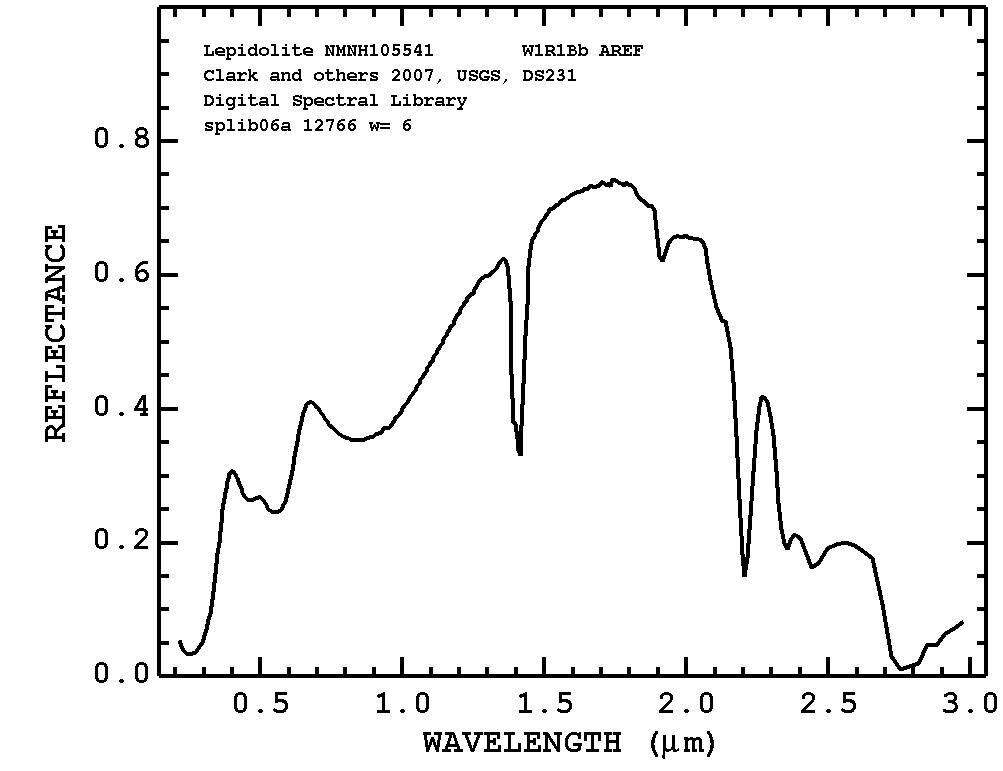 Lepidolite NMNH105541 W1R1Bb AREF
Clark and others 2007, USGS, DS231
Digital Spectral Library
splib06a 12766 w= 6
REFLECTANCE
0.8
0.6
0.4
0.2
0.0
0.5 1.0 1.5 2.0 2.5 3.0
WAVELENGTH (μm)